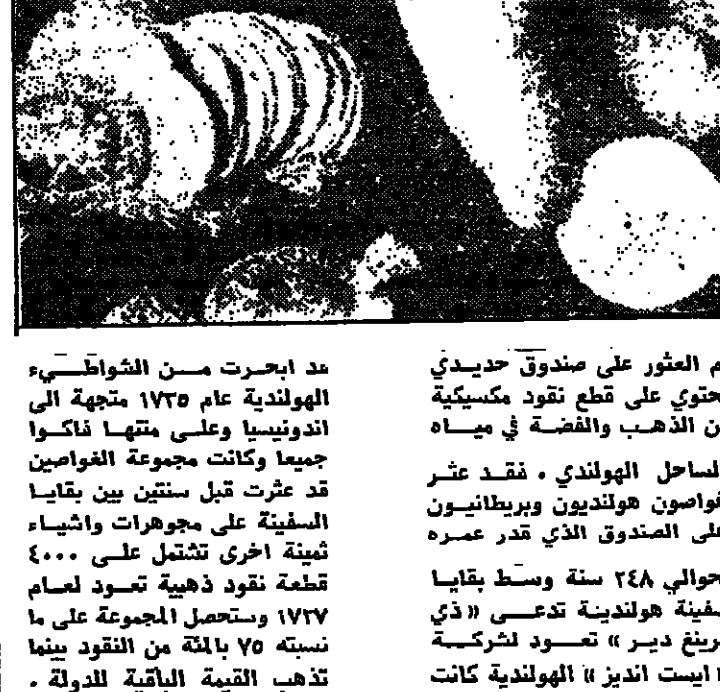 م العثور على صندوق حديدي
حتوي على قطع نقود مكسيكية
ن الذهب والفضة في مياه
لساحل الهولندي . فقد عثر
غواصون هولنديون وبريطانيون
على الصندوق الذي قدر عمره
حوالي ٢٤٨ سنة وسط بقايا
سفينة هولندية تدعى «ذي
رينغ دير » تعود لشركة
ايست انديز » الهولندية كانت
قد ابحرت من الشواطىء
الهولندية عام ١٧٣٥ متجهة الى
اندونيسيا وعلى متنها فاكوا
جميعا وكانت مجموعة الغواصين
قد عثرت قبل سنتين بين بقايا
السفينة على مجوهرات واشياء
ثمينة اخرى تشتمل على ٤٠٠٠
قطعة نقود ذهبية تعود لعام
١٧٢٧ وستحصل المجموعة على ما
نسبته ٧٥ بالمئة من النقود بينما
تذهب القيمة الباقية للدولة .